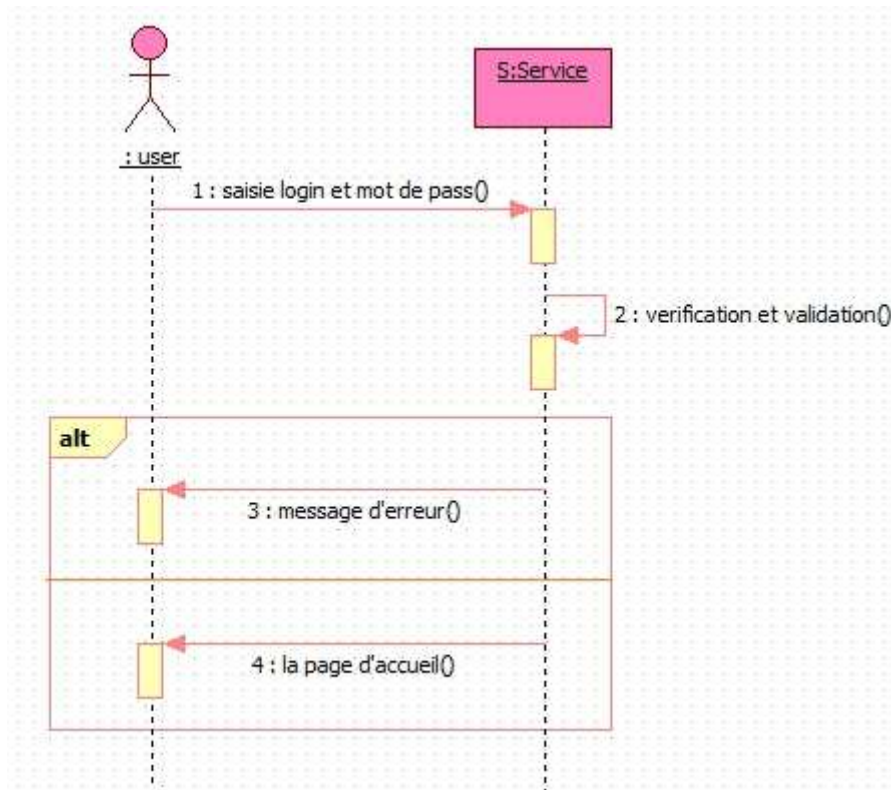 S:Service
: user
1 : saisie login et mot de pass()
2 : verification et validation()
alt
3 : message d'erreur()
4 : la page d'accueil()